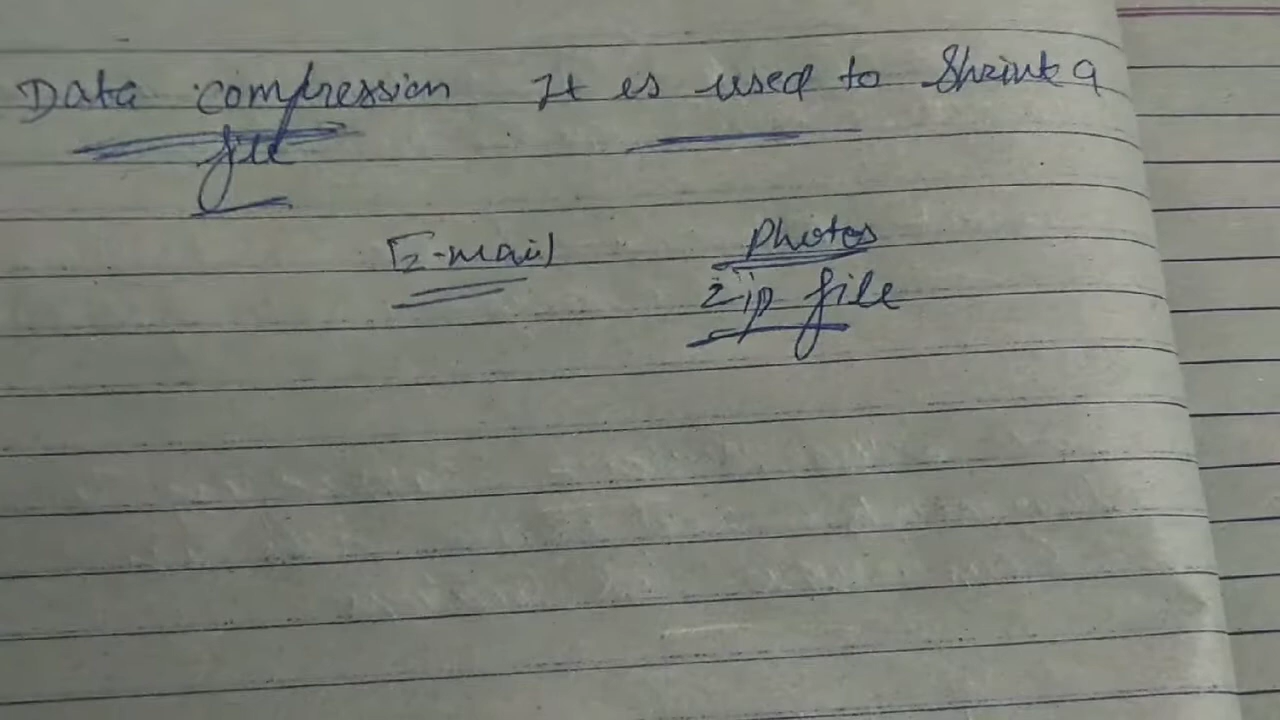 Data compression It is used to Shrink a
file
E-mail Photos
Zip file